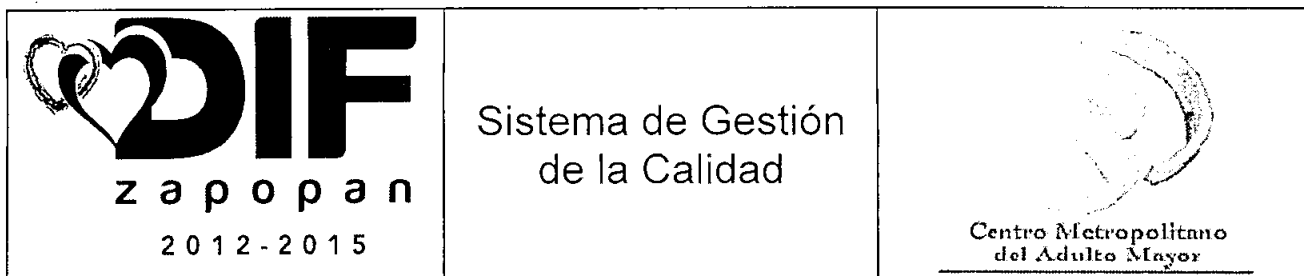 DIF
zapopan
2012-2015
Sistema de Gestión
de la Calidad
Centro Metropolitano
del Adulto Mayor